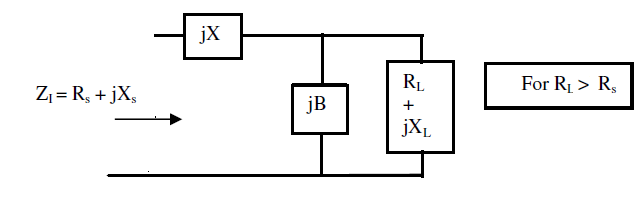 jX
Z_I = R_s + jX_s
jB
R_L
+
jX_L
For R_L > R_s